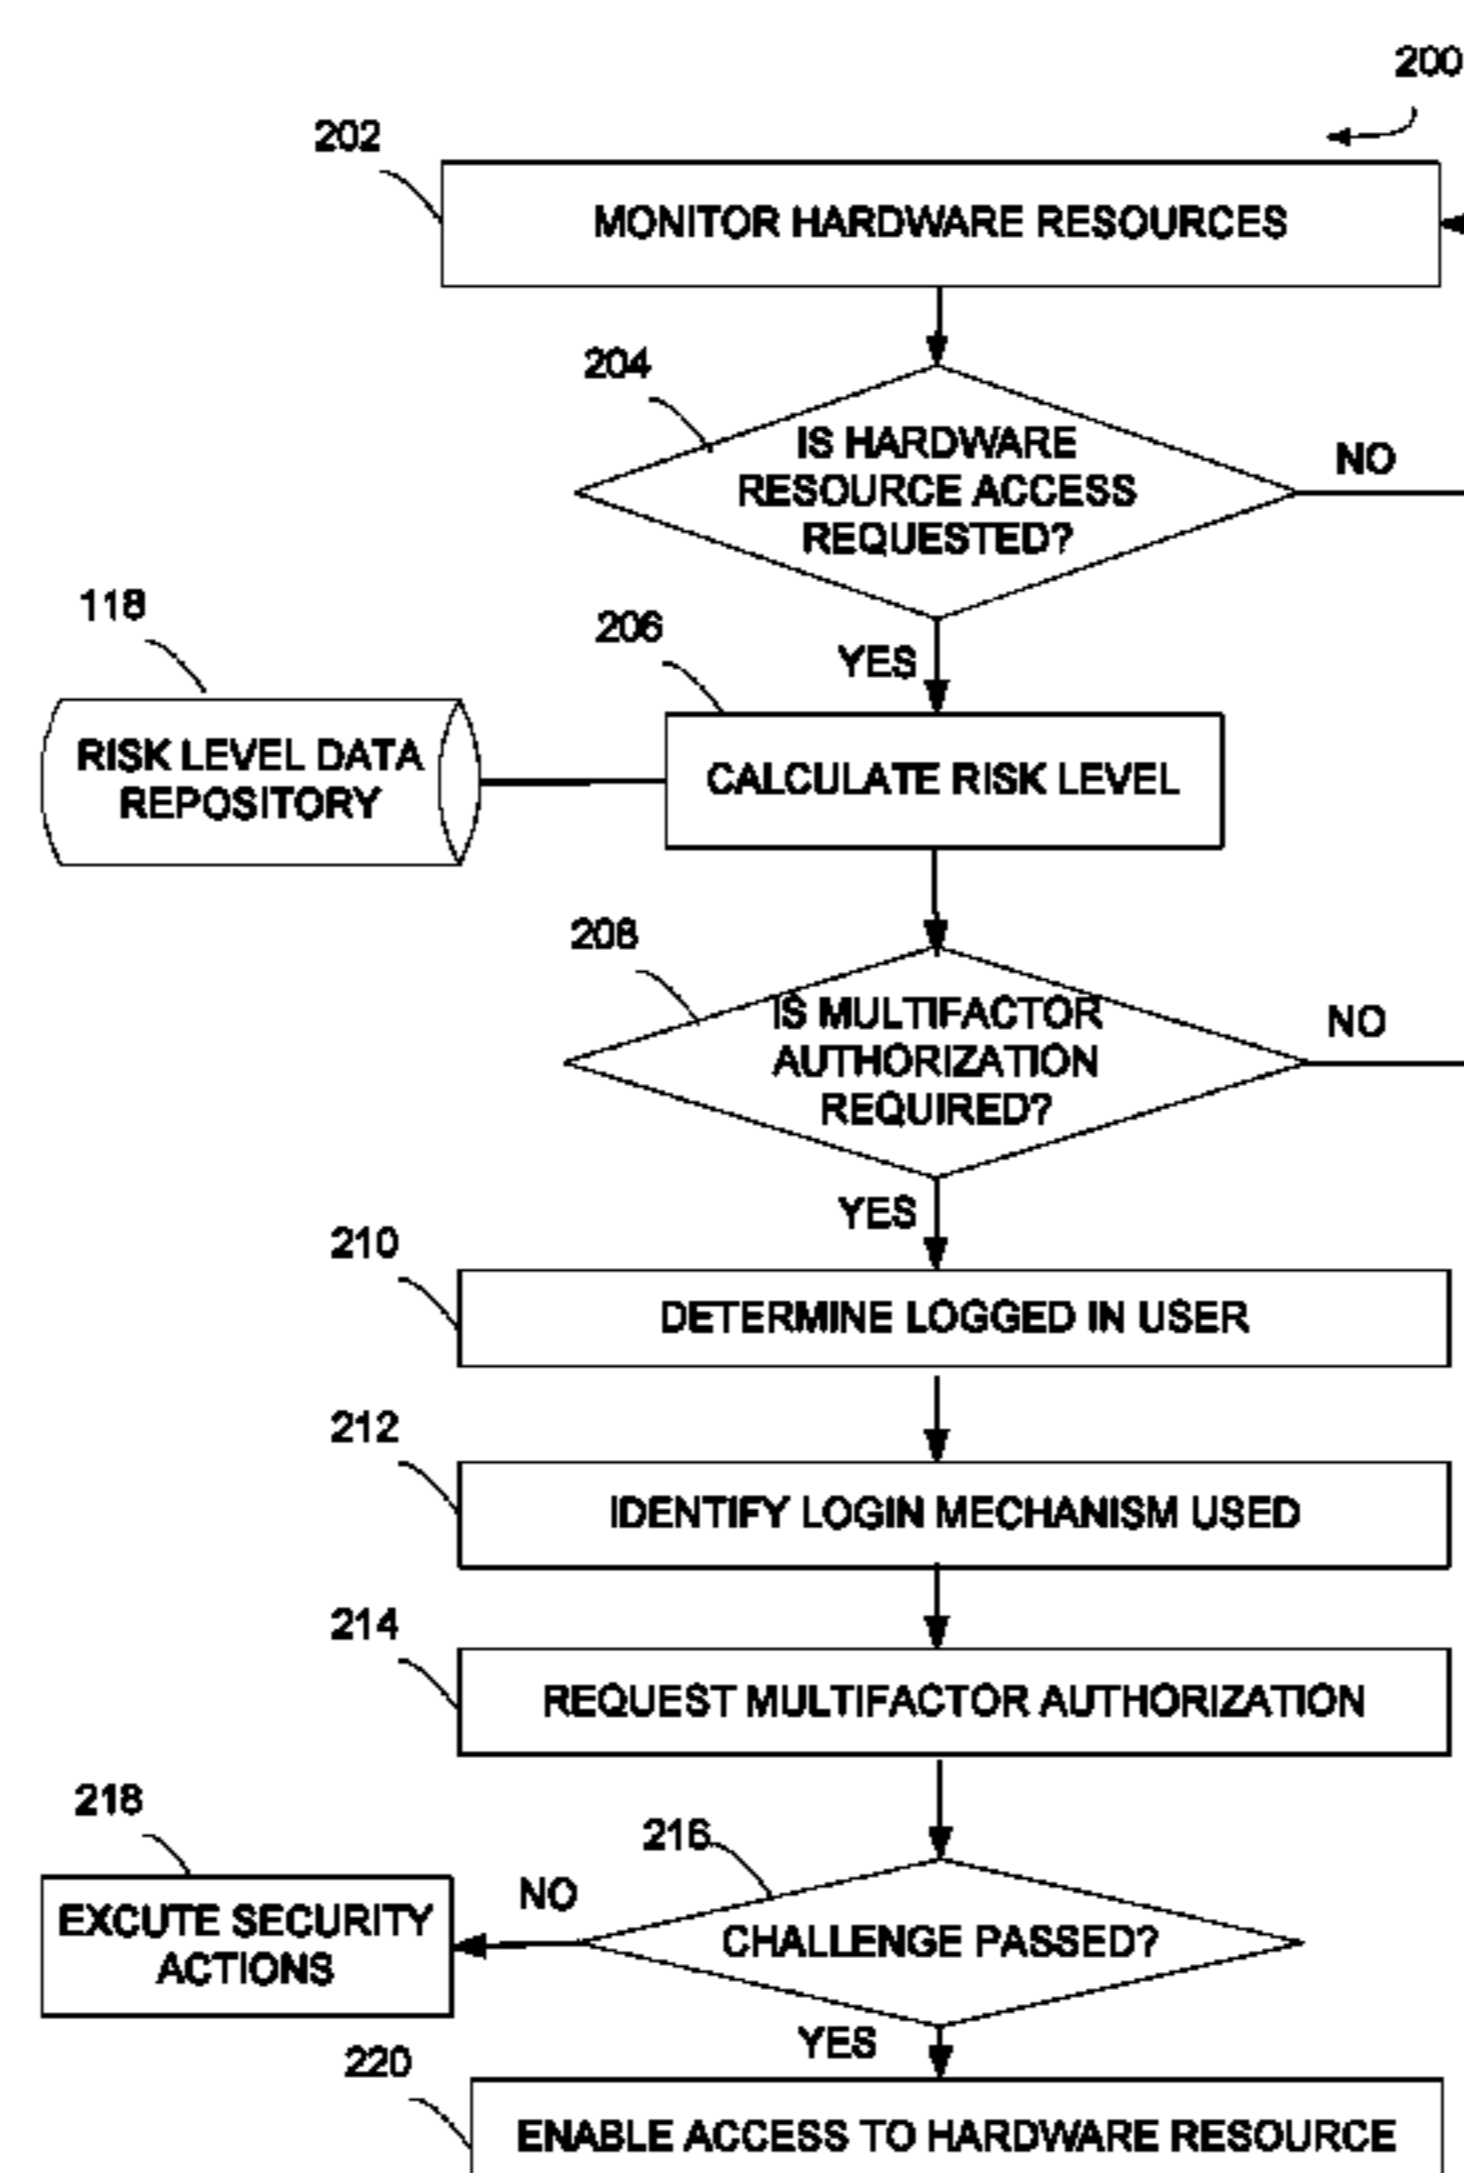 200
202
MONITOR HARDWARE RESOURCES
204
IS HARDWARE
RESOURCE ACCESS
REQUESTED?
NO
118
206
YES
RISK LEVEL DATA
REPOSITORY
CALCULATE RISK LEVEL
208
IS MULTIFACTOR
AUTHORIZATION
REQUIRED?
NO
YES
210
DETERMINE LOGGED IN USER
212
IDENTIFY LOGIN MECHANISM USED
214
REQUEST MULTIFACTOR AUTHORIZATION
218
216
NO
EXCUTE SECURITY
ACTIONS
CHALLENGE PASSED?
YES
220
ENABLE ACCESS TO HARDWARE RESOURCE